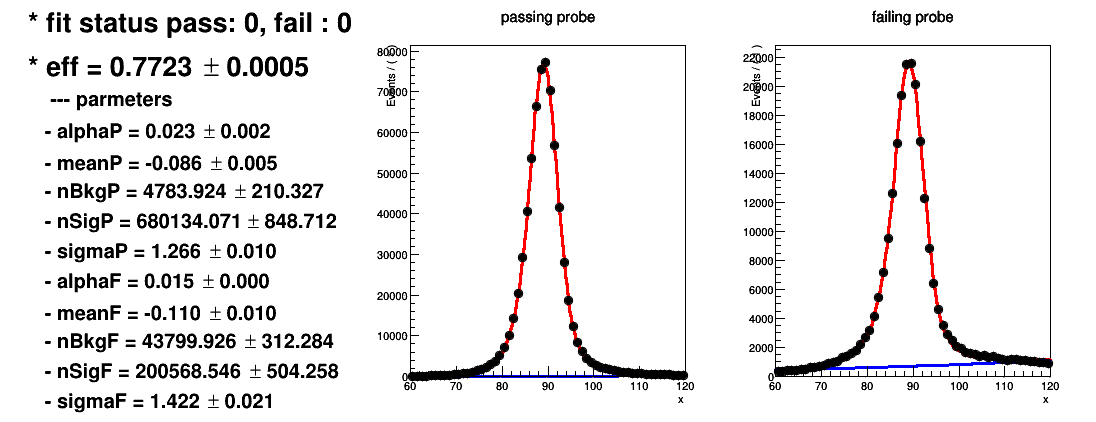 * fit status pass: 0, fail : 0
* eff = 0.7723 ± 0.0005
--- parmeters
- alphaP = 0.023 ± 0.002
- meanP = -0.086 ± 0.005
- nBkgP = 4783.924 ± 210.327
- nSigP = 680134.071 ± 848.712
- sigmaP = 1.266 ± 0.010
- alphaF = 0.015 ± 0.000
- meanF = -0.110 ± 0.010
- nBkgF = 43799.926 ± 312.284
- nSigF = 200568.546 ± 504.258
- sigmaF = 1.422 ± 0.021
passing probe
80000
70000
60000
50000
40000
30000
20000
10000
0
60 70 80 90 100 110 120
x
failing probe
22000
20000
18000
16000
14000
12000
10000
8000
6000
4000
2000
0
60 70 80 90 100 110 120
x